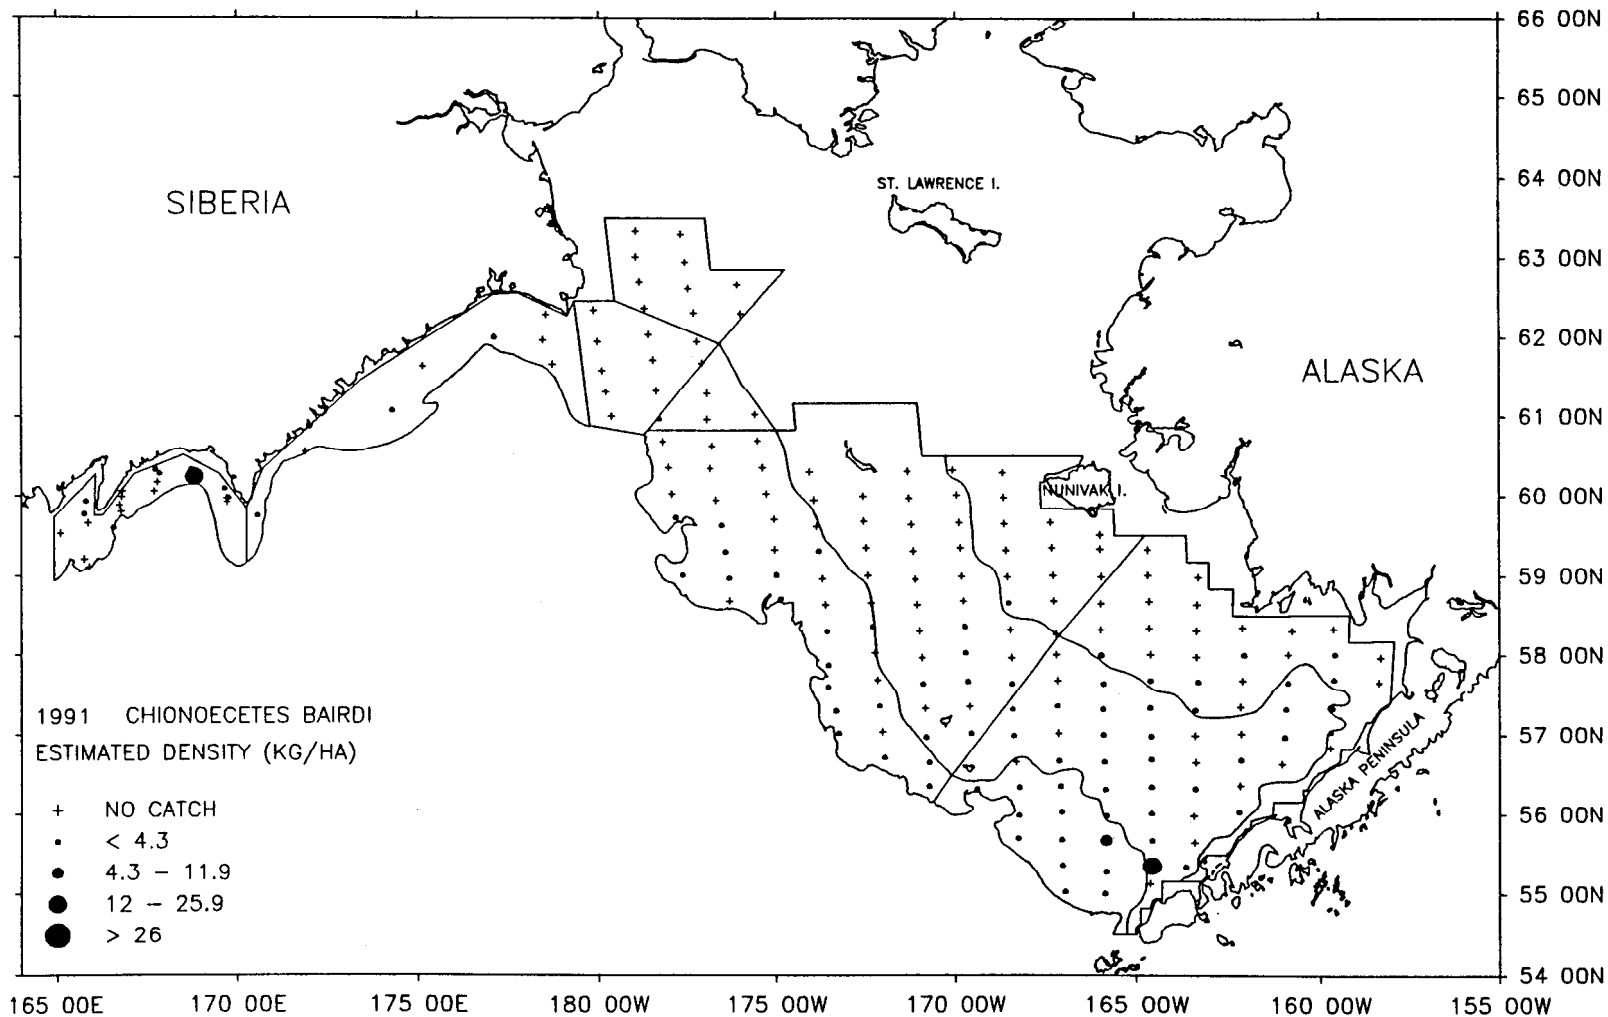 66 00N
65 00N
64 00N
63 00N
62 00N
61 00N
60 00N
59 00N
58 00N
57 00N
56 00N
55 00N
54 00N
SIBERIA
ST. LAWRENCE I.
ALASKA
NUNIVAK I.
ALASKA PENINSULA
1991 CHIONOECETES BAIRDI
ESTIMATED DENSITY (KG/HA)
+ NO CATCH
< 4.3
4.3 – 11.9
12 – 25.9
> 26
165 00E 170 00E 175 00E 180 00W 175 00W 170 00W 165 00W 160 00W 155 00W